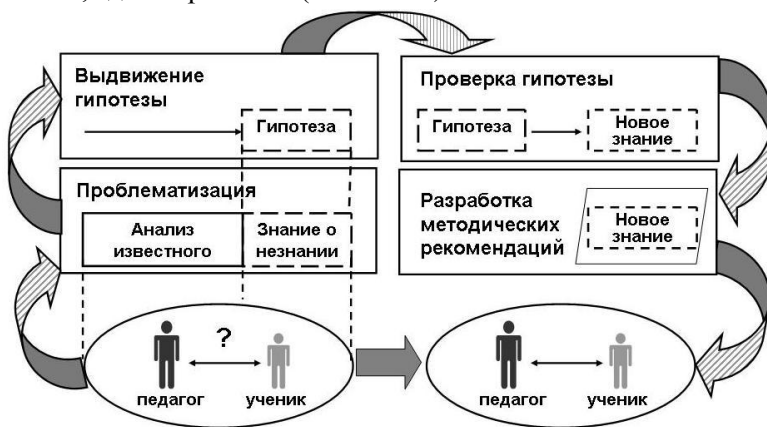 Выдвижение
гипотезы
Гипотеза
Проверка гипотезы
Гипотеза
Новое
знание
Проблематизация
Анализ
известного
Знание о
незнании
Разработка
методических
рекомендаций
Новое
знание
?
педагог
ученик
педагог
ученик